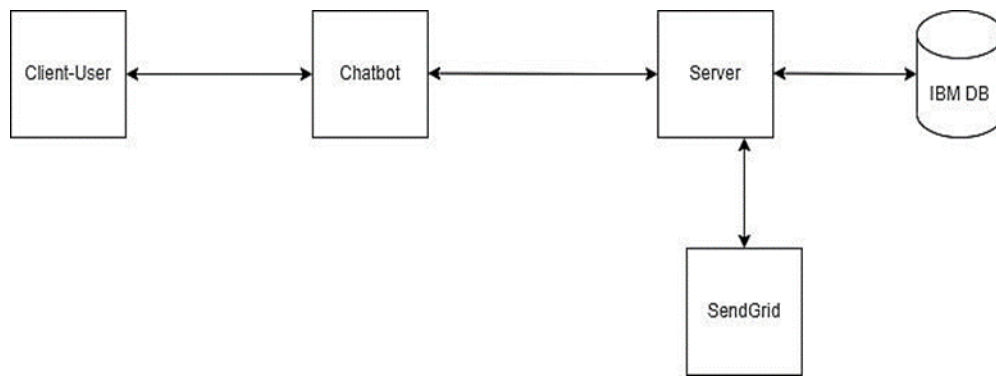 Client-User
Chatbot
Server
IBM DB
SendGrid